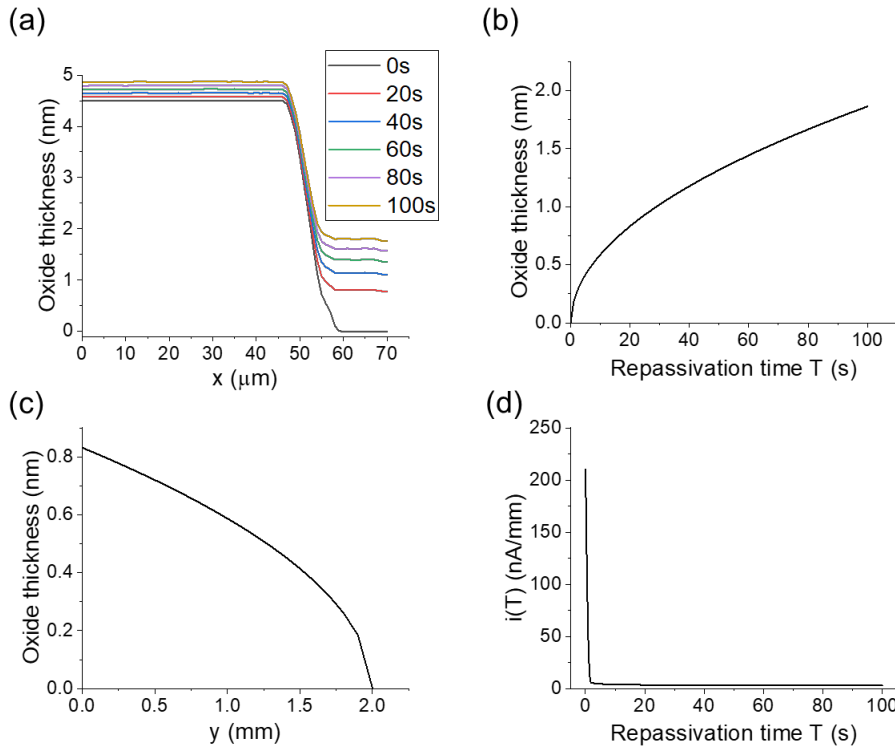 (a)
Oxide thickness (nm)
5
4
3
2
1
0
0 10 20 30 40 50 60 70
x (μm)
0s
20s
40s
60s
80s
100s
(b)
Oxide thickness (nm)
2.0
1.5
1.0
0.5
0.0
0 20 40 60 80 100
Repassivation time T (s)
(c)
Oxide thickness (nm)
0.8
0.6
0.4
0.2
0.0
0.0 0.5 1.0 1.5 2.0
y (mm)
(d)
i(T) (nA/mm)
250
200
150
100
50
0
0 20 40 60 80 100
Repassivation time T (s)